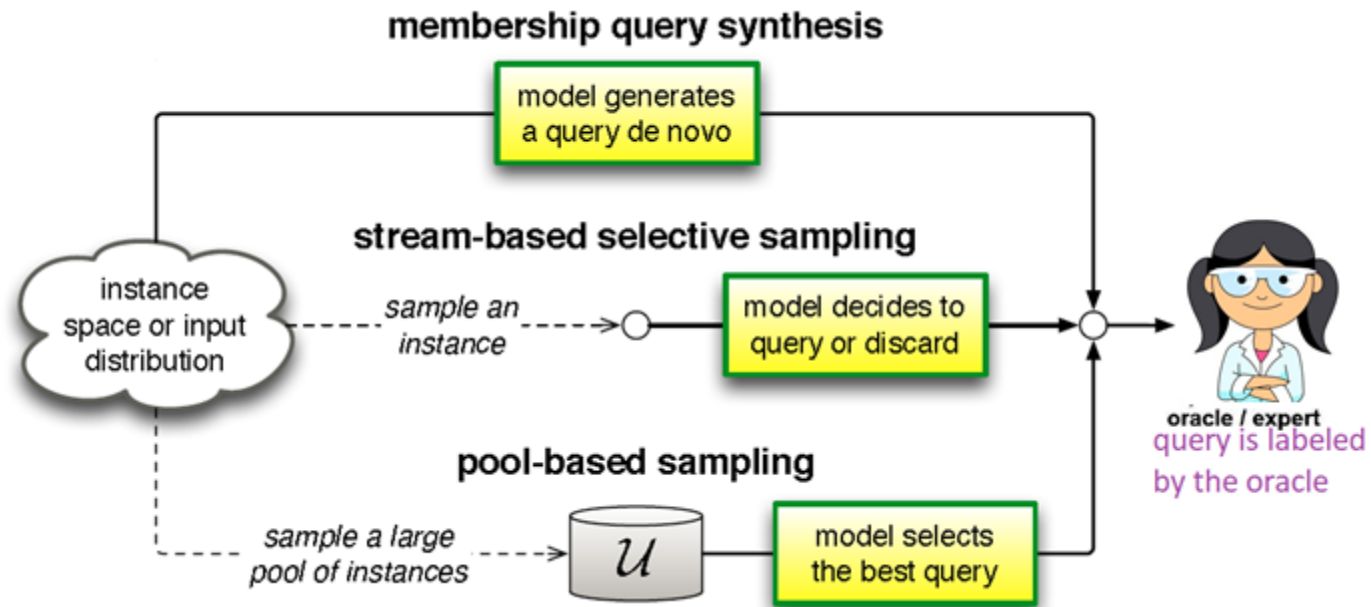 membership query synthesis
model generates
a query de novo
stream-based selective sampling
instance
space or input
distribution
sample an
instance
model decides to
query or discard
oracle / expert
query is labeled
by the oracle
pool-based sampling
sample a large
pool of instances
U
model selects
the best query